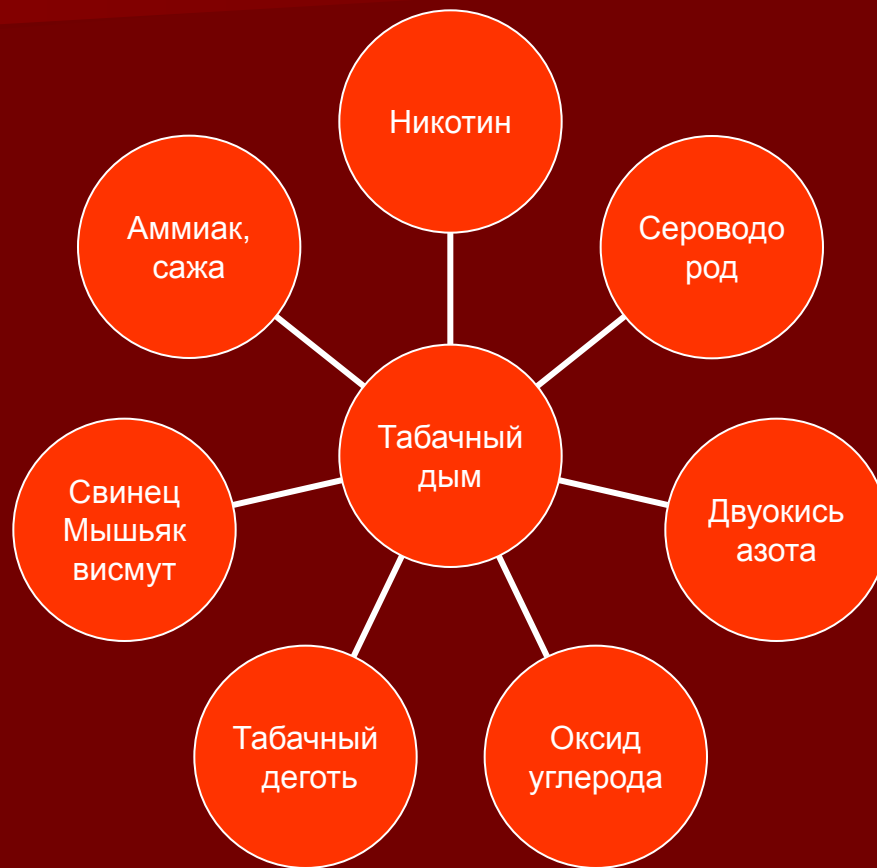 Никотин
Сероводо
род
Двуокись
азота
Оксид
углерода
Табачный
деготь
Свинец
Мышьяк
висмут
Аммиак,
сажа
Табачный
дым